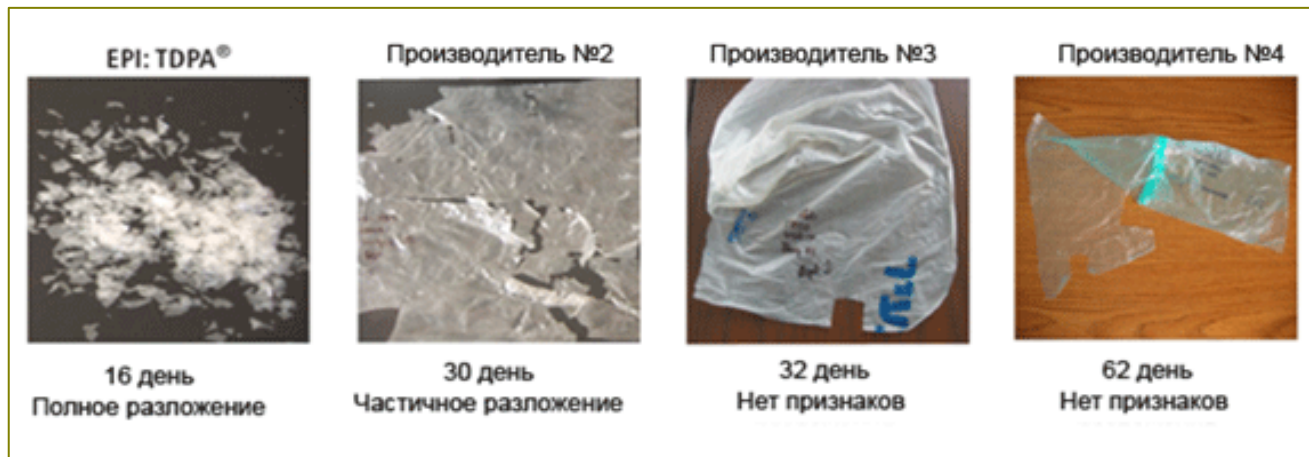 EPI: TDPA®
Производитель №2
Производитель №3
Производитель №4
16 день
Полное разложение
30 день
Частичное разложение
32 день
Нет признаков
62 день
Нет признаков